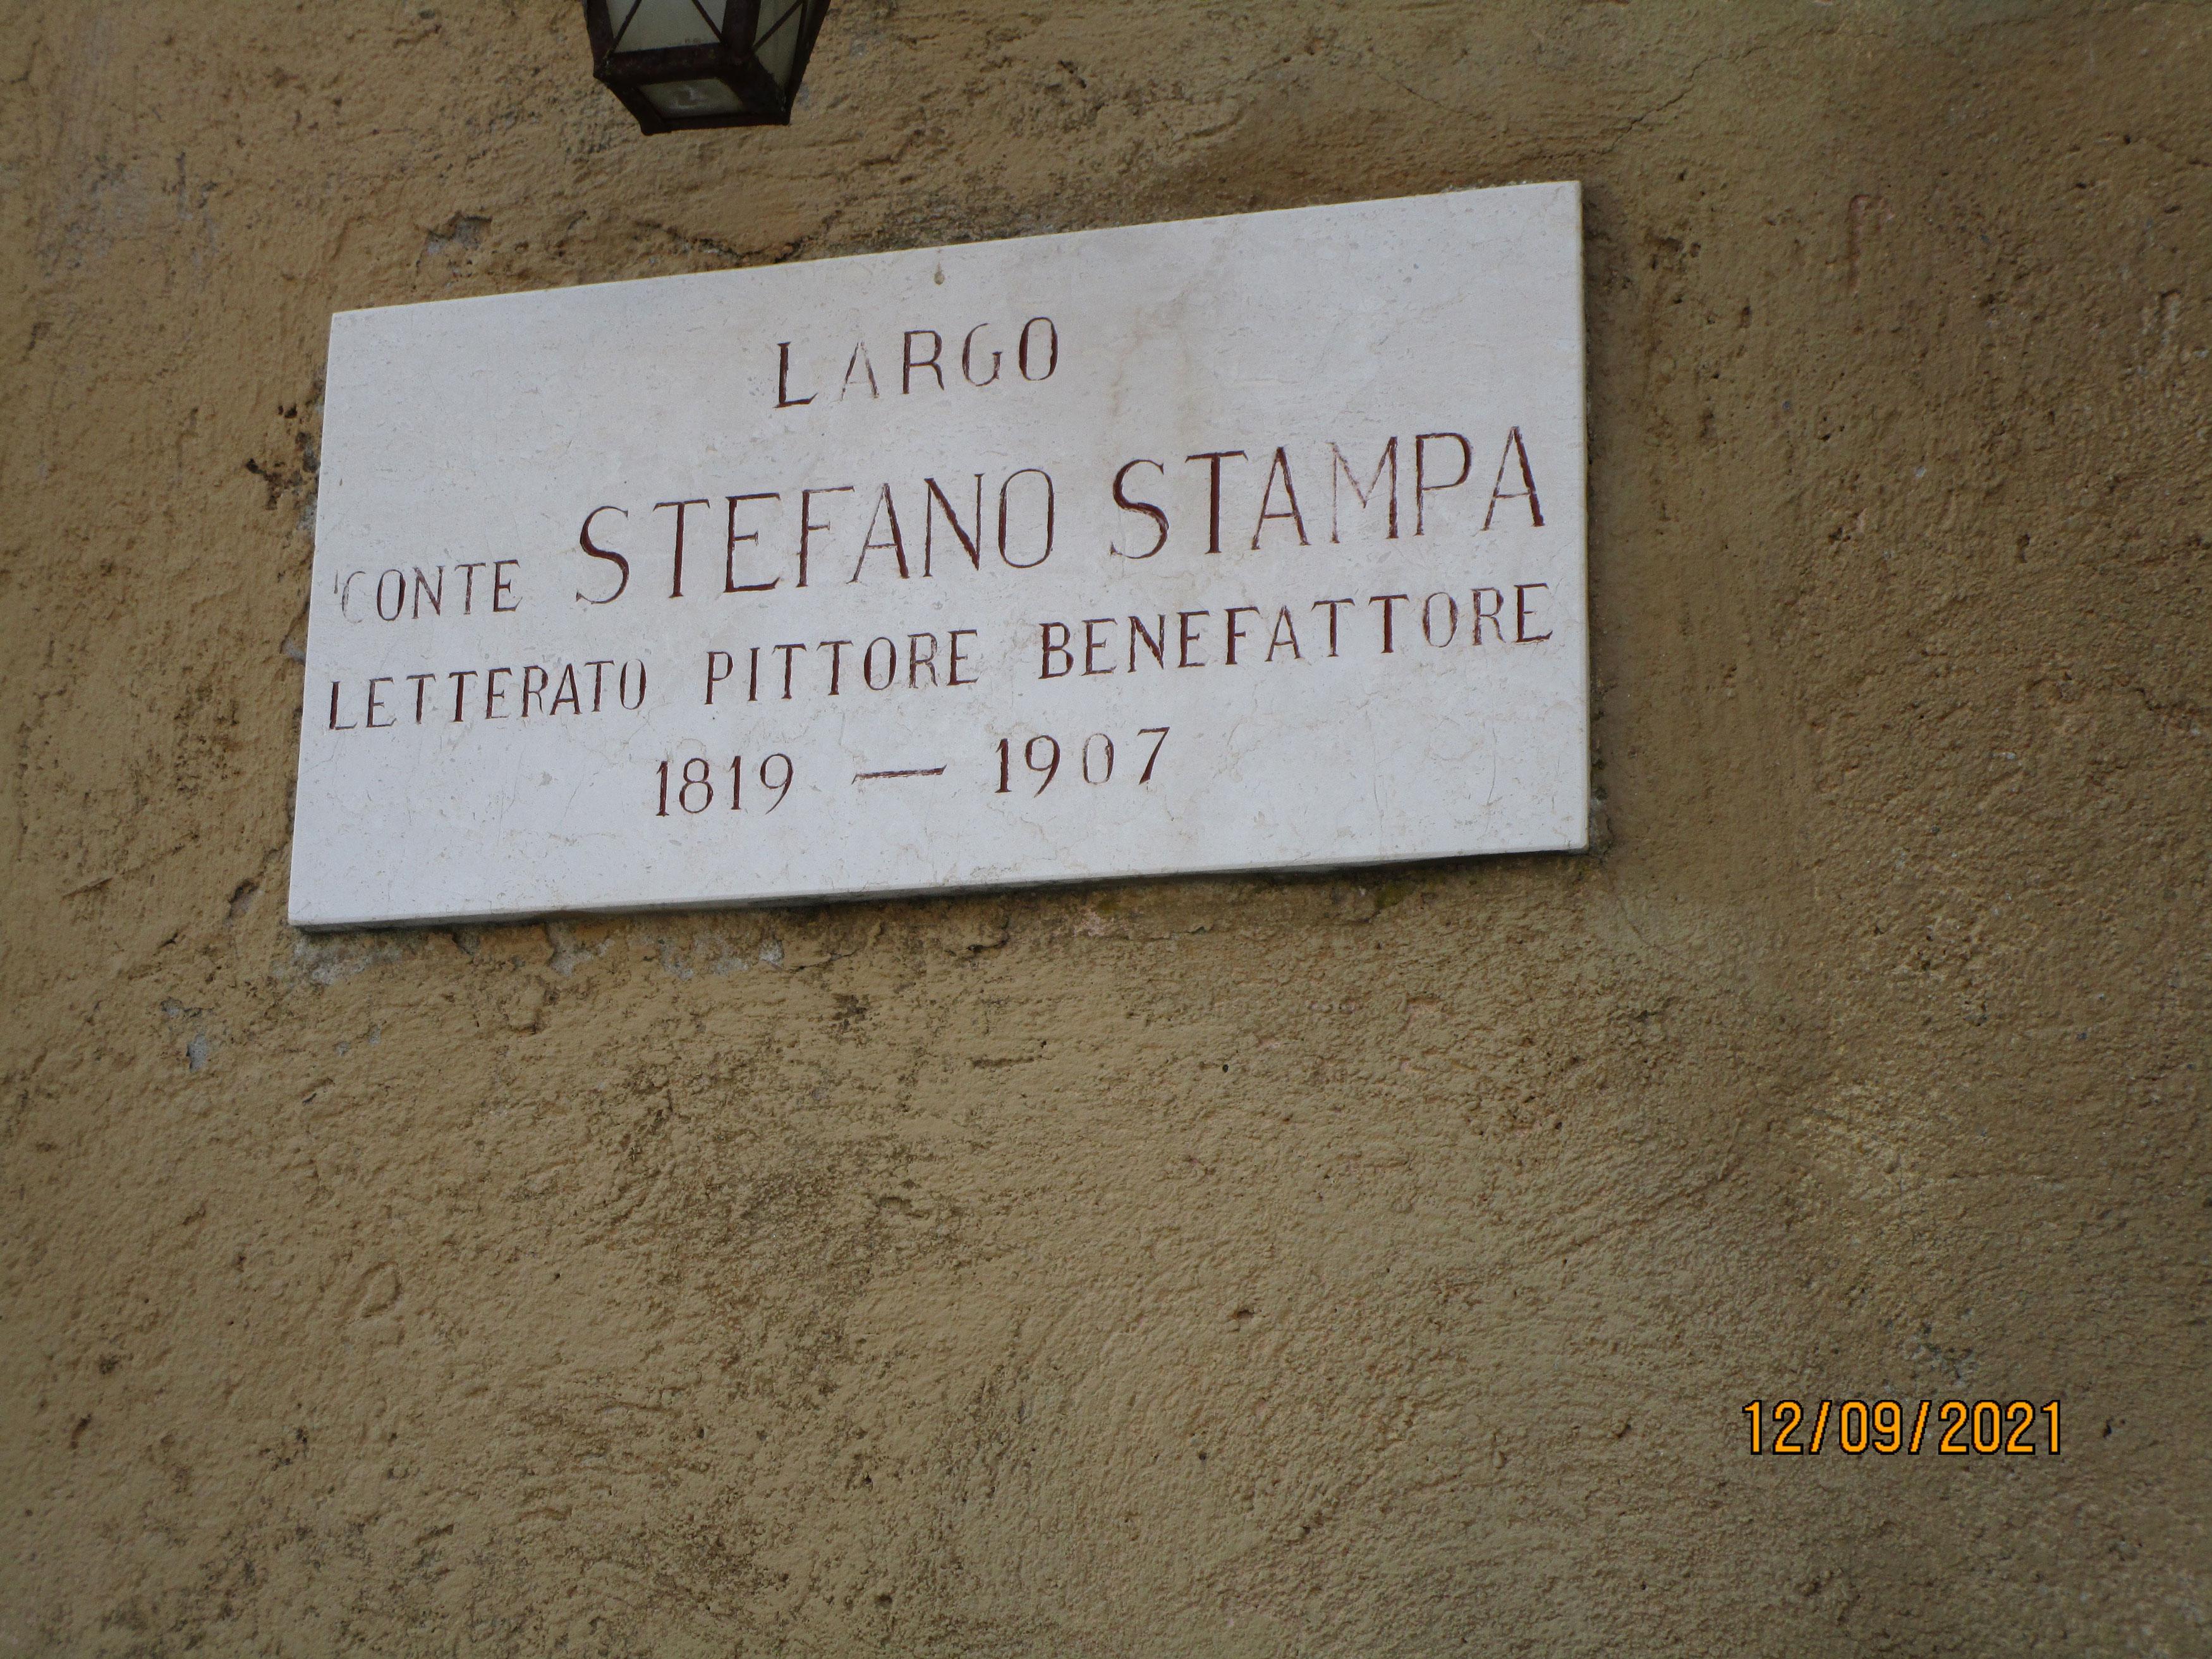 LARGO
CONTE STEFANO STAMPA
LETTERATO PITTORE BENEFATTORE
1819 — 1907
12/09/2021